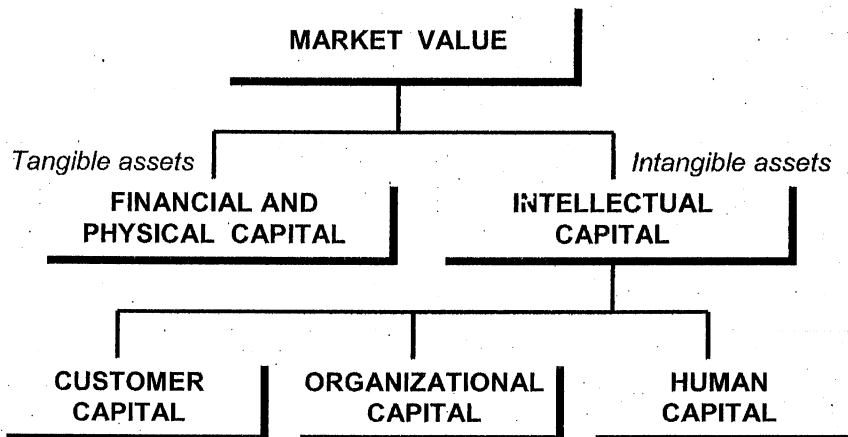 MARKET VALUE
Tangible assets
Intangible assets
FINANCIAL AND
PHYSICAL CAPITAL
INTELLECTUAL
CAPITAL
CUSTOMER
CAPITAL
ORGANIZATIONAL
CAPITAL
HUMAN
CAPITAL